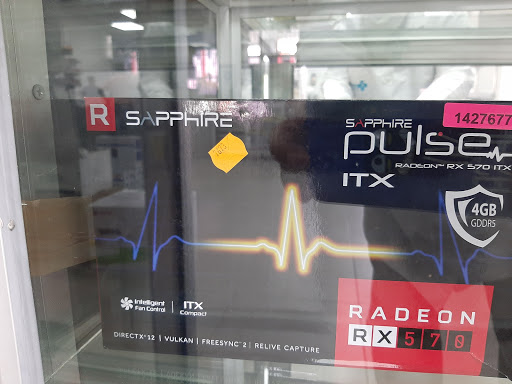 R SAPPHIRE
SAPPHIRE
pulse
RADEON™ RX 570 ITX
ITX
1427677
4GB
GDDR5
Intelligent
Fan Control
ITX
Compact
RADEON
RX 570
DIRECTX®12 | VULKAN | FREESYNC™2 | RELIVE CAPTURE